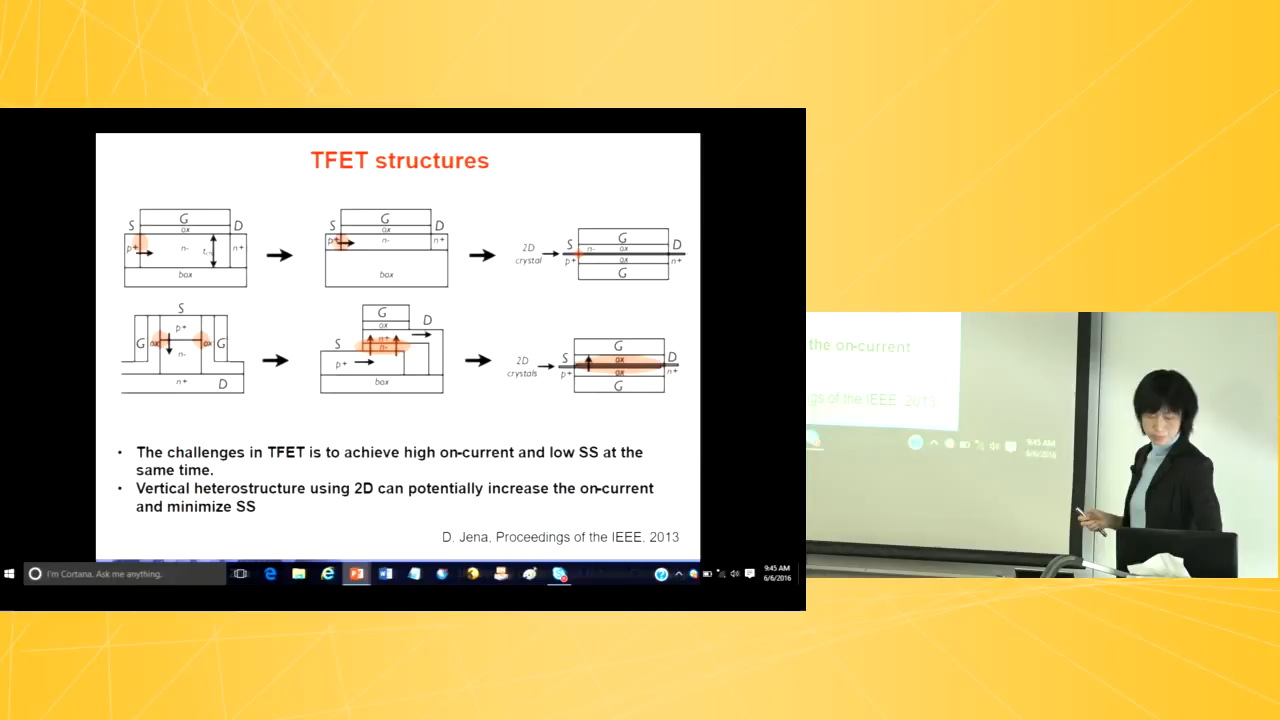 TFET structures
G
ox
S
D
p+
n-
n+
box
G
S
ox
D
p+
n-
n+
box
2D
crystal
S
G
D
n-
ox
p+
ox
n+
G
S
p+
G
ox
ox
G
n-
n+
D
G
ox
D
S
n+
n-
p+
box
2D
crystals
S
G
D
ox
p+
ox
n+
G
• The challenges in TFET is to achieve high on-current and low SS at the
same time.
• Vertical heterostructure using 2D can potentially increase the on-current
and minimize SS
D. Jena, Proceedings of the IEEE. 2013
I'm Cortana. Ask me anything.
9:45 AM
6/6/2016
the on-current
gs of the IEEE. 2013
9:45 AM
6/6/2016